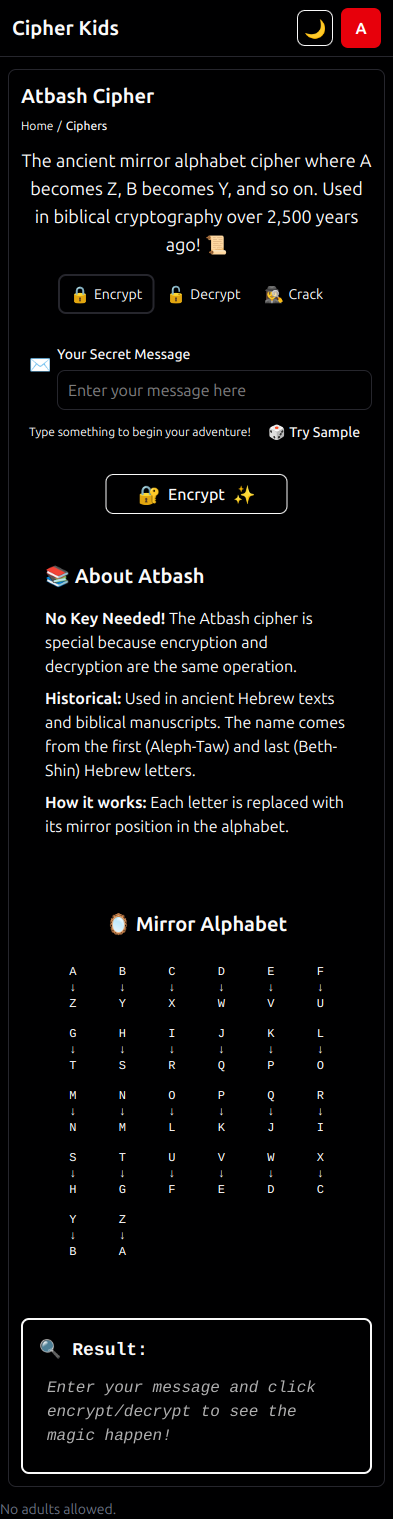 Cipher Kids
A
Atbash Cipher
Home / Ciphers
The ancient mirror alphabet cipher where A
becomes Z, B becomes Y, and so on. Used
in biblical cryptography over 2,500 years
ago! 📜
🔒 Encrypt 🔓 Decrypt 🕵️ Crack
Your Secret Message
Enter your message here
Type something to begin your adventure! 🎲 Try Sample
🔐 Encrypt ✨
📚 About Atbash
No Key Needed! The Atbash cipher is
special because encryption and
decryption are the same operation.
Historical: Used in ancient Hebrew texts
and biblical manuscripts. The name comes
from the first (Aleph-Taw) and last (Beth-
Shin) Hebrew letters.
How it works: Each letter is replaced with
its mirror position in the alphabet.
🪞 Mirror Alphabet
A B C D E F
↓ ↓ ↓ ↓ ↓ ↓
Z Y X W V U
G H I J K L
↓ ↓ ↓ ↓ ↓ ↓
T S R Q P O
M N O P Q R
↓ ↓ ↓ ↓ ↓ ↓
N M L K J I
S T U V W X
↓ ↓ ↓ ↓ ↓ ↓
H G F E D C
Y Z
↓ ↓
B A
🔍 Result:
Enter your message and click
encrypt/decrypt to see the
magic happen!
No adults allowed.